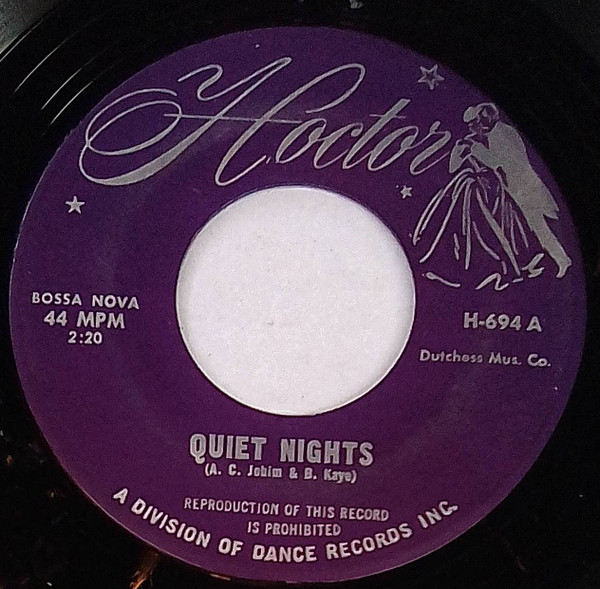 Hoctor
BOSSA NOVA
44 MPM
2:20
H-694 A
Dutchess Mus. Co.
QUIET NIGHTS
(A. C. Jobim & B. Kaye)
REPRODUCTION OF THIS RECORD
IS PROHIBITED
A DIVISION OF DANCE RECORDS INC.